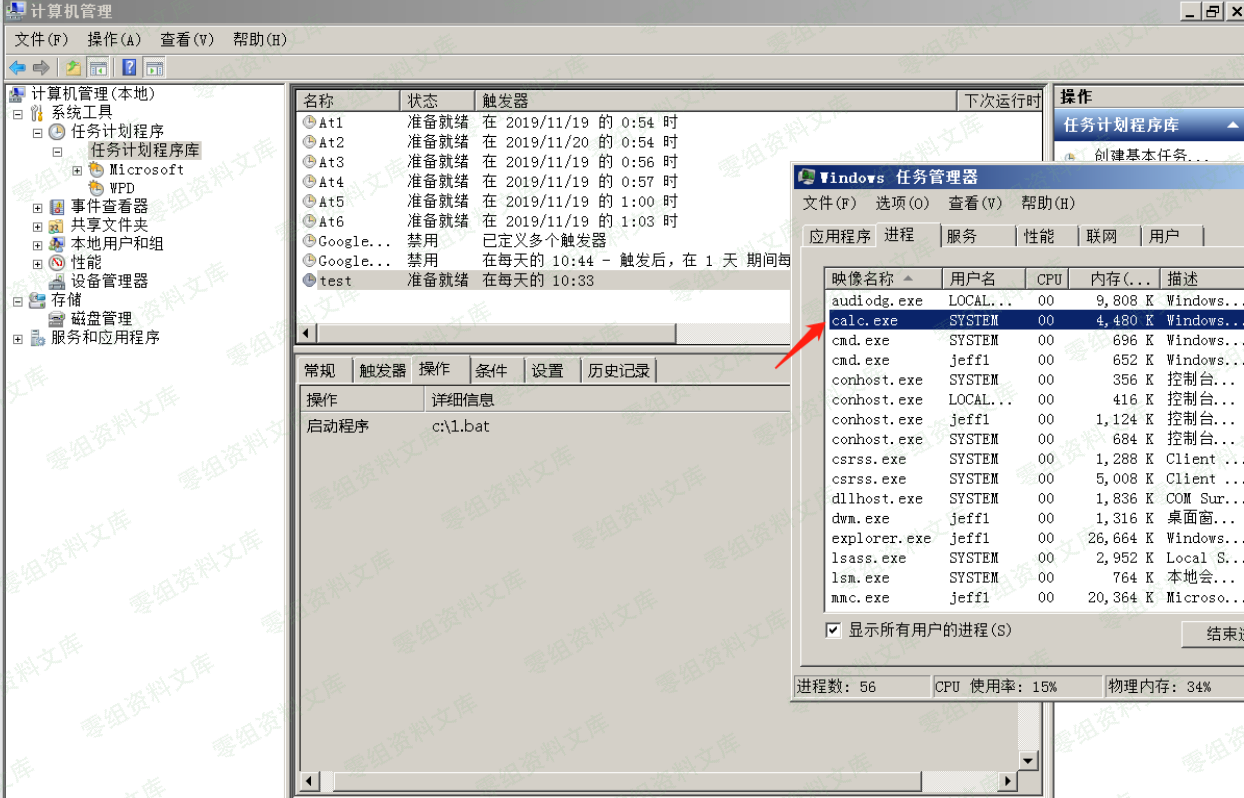 计算机管理
文件(F) 操作(A) 查看(V) 帮助(H)
计算机管理(本地)
系统工具
任务计划程序
任务计划程序库
Microsoft
WPD
事件查看器
共享文件夹
本地用户和组
性能
设备管理器
存储
磁盘管理
服务和应用程序
名称 状态 触发器 下次运行时
At1 准备就绪 在 2019/11/19 的 0:54 时
At2 准备就绪 在 2019/11/20 的 0:54 时
At3 准备就绪 在 2019/11/19 的 0:56 时
At4 准备就绪 在 2019/11/19 的 0:57 时
At5 准备就绪 在 2019/11/19 的 1:00 时
At6 准备就绪 在 2019/11/19 的 1:03 时
Google... 禁用 已定义多个触发器
Google... 禁用 在每天的 10:44 - 触发后，在 1 天 期间每
test 准备就绪 在每天的 10:33
常规 触发器 操作 条件 设置 历史记录
操作 详细信息
启动程序 c:\1.bat
操作
任务计划程序库
创建基本任务...
Windows 任务管理器
文件(F) 选项(O) 查看(V) 帮助(H)
应用程序 进程 服务 性能 联网 用户
映像名称 用户名 CPU 内存(... 描述
audiodg.exe LOCAL... 00 9,808 K Windows...
calc.exe SYSTEM 00 4,480 K Windows...
cmd.exe SYSTEM 00 696 K Windows...
cmd.exe jeff1 00 652 K Windows...
conhost.exe SYSTEM 00 356 K 控制台...
conhost.exe LOCAL... 00 416 K 控制台...
conhost.exe jeff1 00 1,124 K 控制台...
conhost.exe SYSTEM 00 684 K 控制台...
csrss.exe SYSTEM 00 1,288 K Client ...
csrss.exe SYSTEM 00 5,008 K Client ...
dllhost.exe SYSTEM 00 1,836 K COM Sur...
dwm.exe jeff1 00 1,316 K 桌面窗...
explorer.exe jeff1 00 26,664 K Windows...
lsass.exe SYSTEM 00 2,952 K Local S...
lsm.exe SYSTEM 00 764 K 本地会...
mmc.exe jeff1 00 20,364 K Microso...
显示所有用户的进程(S)
结束
进程数: 56 CPU 使用率: 15% 物理内存: 34%
零组资料文库